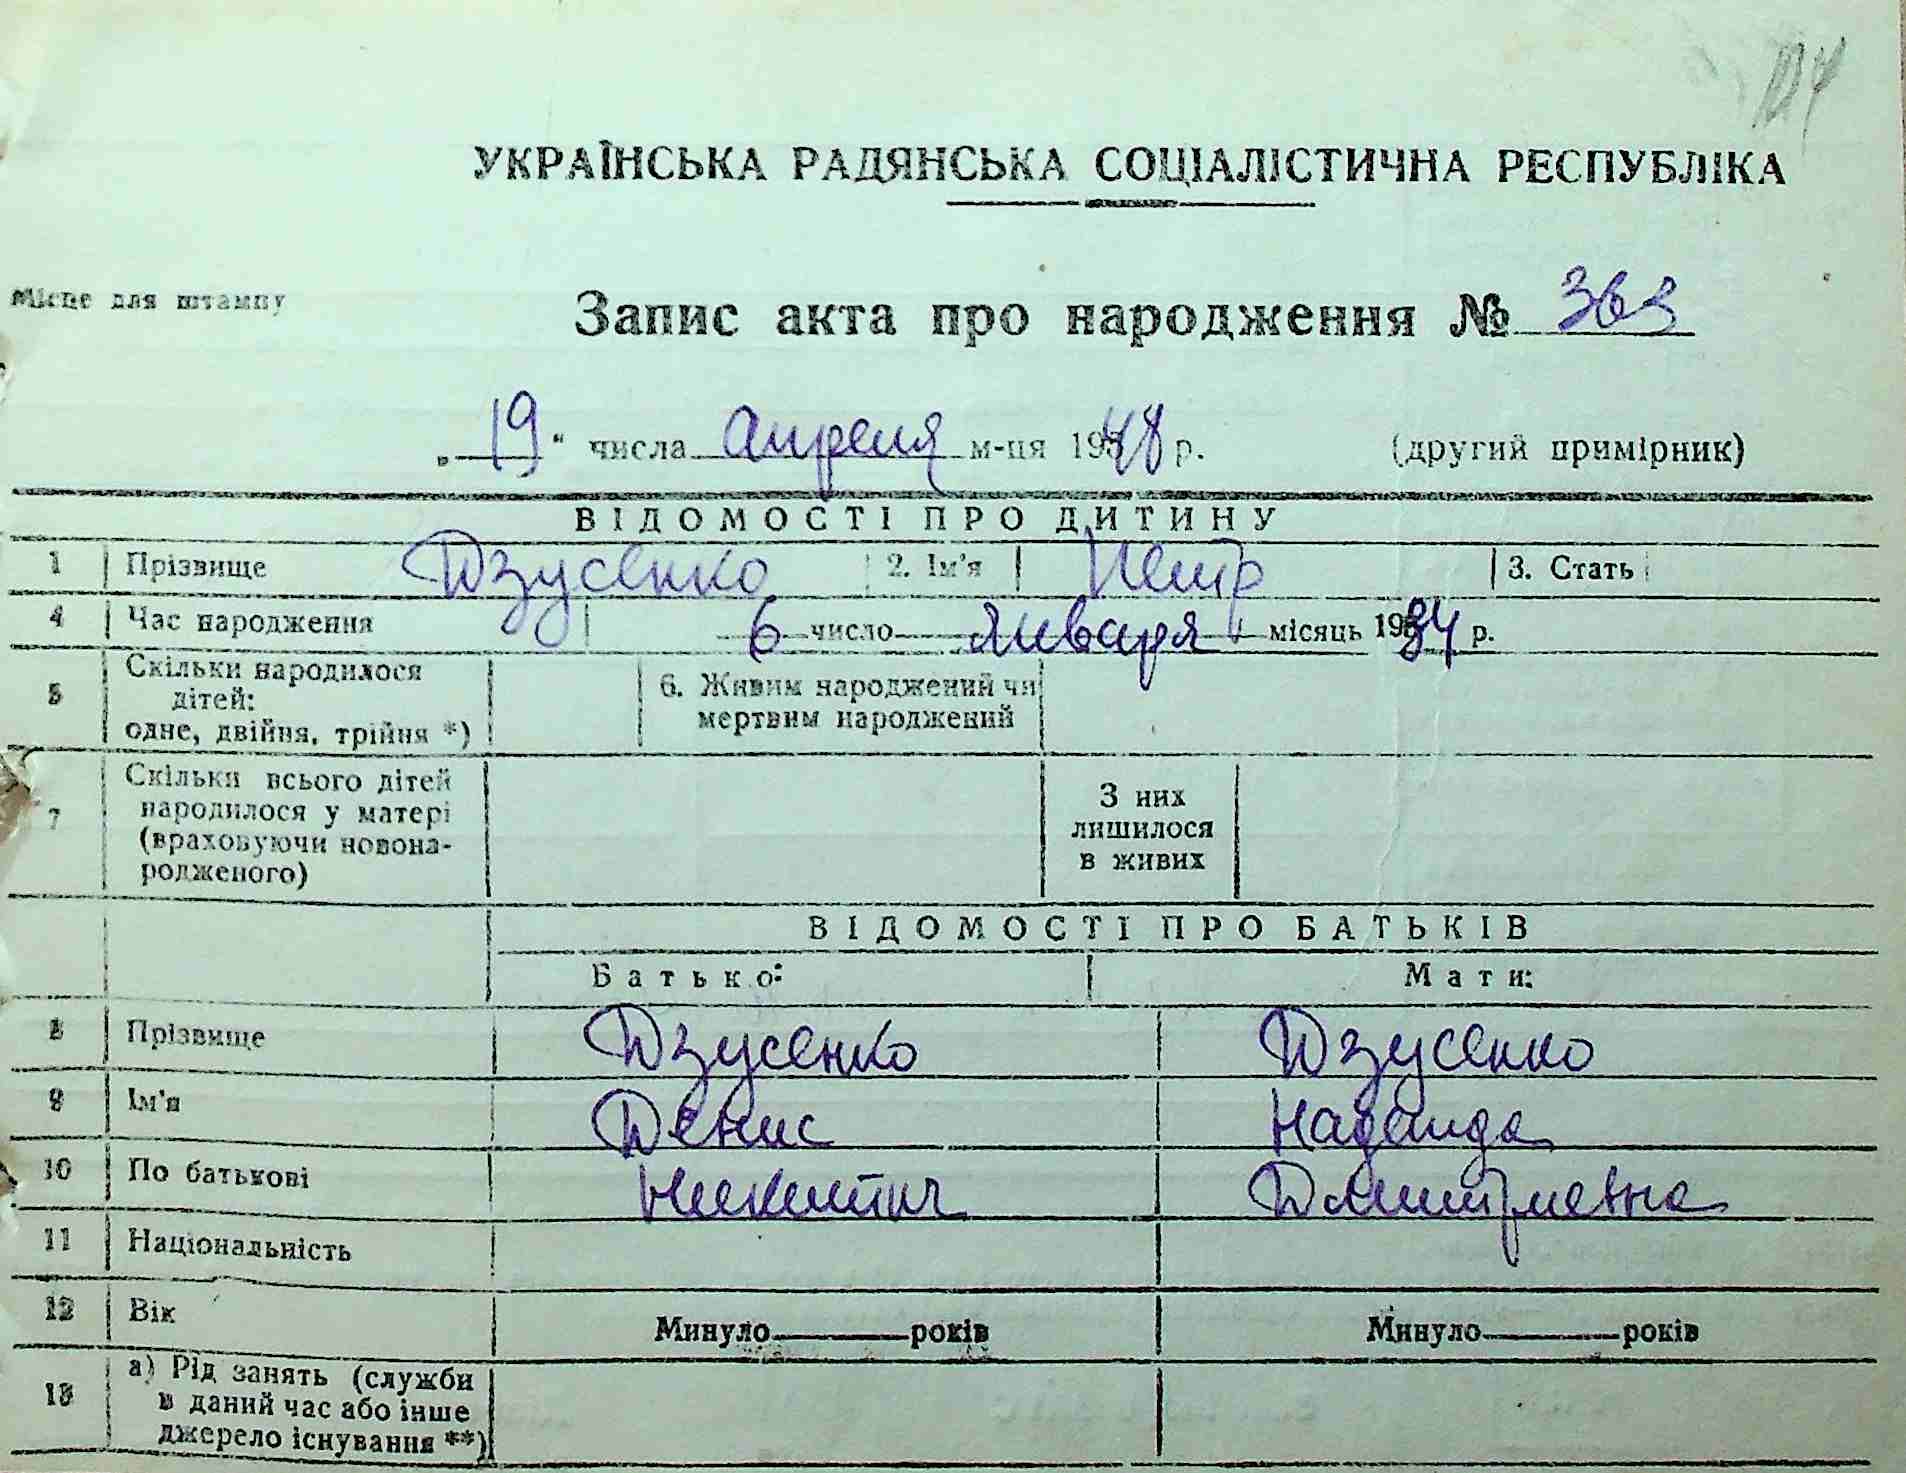 УКРАЇНСЬКА РАДЯНСЬКА СОЦІАЛІСТИЧНА РЕСПУБЛІКА
Місце для штампу
Запис акта про народження № 363
„ 19 “ числа апреля м-ця 1948 р. (другий примірник)
ВІДОМОСТІ ПРО ДИТИНУ
1 Прізвище Дзусенко 2. Ім'я Петр 3. Стать
4 Час народження 6 число января місяць 1934 р.
5 Скільки народилося дітей: одне, двійня, трійня *) 6. Живим народжений чи мертвим народжений
7 Скільки всього дітей народилося у матері (враховуючи новонародженого) З них лишилося в живих
ВІДОМОСТІ ПРО БАТЬКІВ
Батько: Мати:
8 Прізвище Дзусенко Дзусенко
9 Ім'я Денис Надежда
10 По батькові Никитич Дмитриевна
11 Національність
12 Вік Минуло років Минуло років
13 а) Рід занять (служби в даний час або інше джерело існування **)